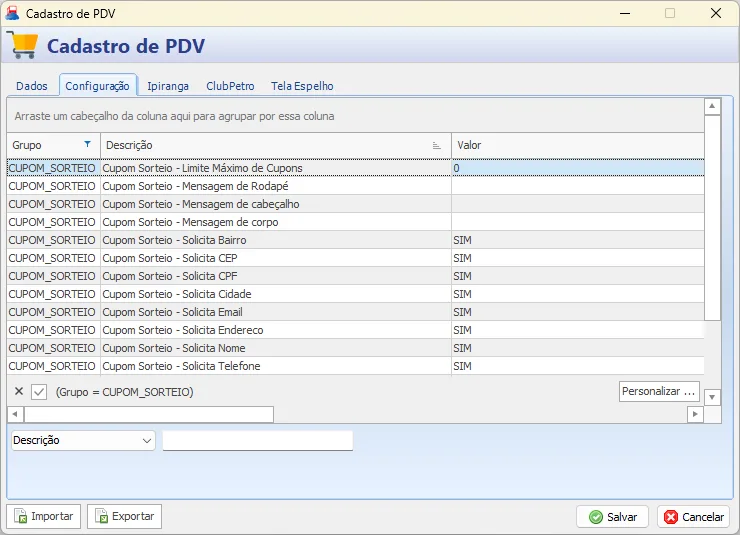 Cadastro de PDV
Cadastro de PDV
Dados Configuração Ipiranga ClubPetro Tela Espelho
Arraste um cabeçalho da coluna aqui para agrupar por essa coluna
Grupo Descrição Valor
CUPOM_SORTEIO Cupom Sorteio - Limite Máximo de Cupons 0
CUPOM_SORTEIO Cupom Sorteio - Mensagem de Rodapé
CUPOM_SORTEIO Cupom Sorteio - Mensagem de cabeçalho
CUPOM_SORTEIO Cupom Sorteio - Mensagem de corpo
CUPOM_SORTEIO Cupom Sorteio - Solicita Bairro SIM
CUPOM_SORTEIO Cupom Sorteio - Solicita CEP SIM
CUPOM_SORTEIO Cupom Sorteio - Solicita CPF SIM
CUPOM_SORTEIO Cupom Sorteio - Solicita Cidade SIM
CUPOM_SORTEIO Cupom Sorteio - Solicita Email SIM
CUPOM_SORTEIO Cupom Sorteio - Solicita Endereco SIM
CUPOM_SORTEIO Cupom Sorteio - Solicita Nome SIM
CUPOM_SORTEIO Cupom Sorteio - Solicita Telefone SIM
(Grupo = CUPOM_SORTEIO) Personalizar ...
Descrição
Importar Exportar Salvar Cancelar